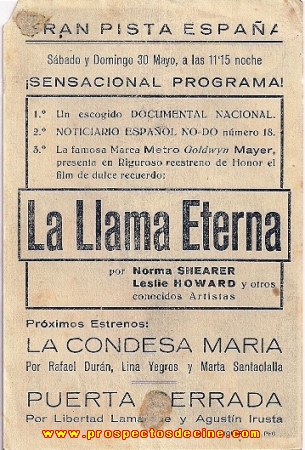 GRAN PISTA ESPAÑA
Sábado y Domingo 30 Mayo, a las 11'15 noche
¡SENSACIONAL PROGRAMA!
1.º Un escogido DOCUMENTAL NACIONAL.
2.º NOTICIARIO ESPAÑOL NO-DO número 18.
3.º La famosa Marca Metro Goldwyn Mayer,
presenta en Riguroso reestreno de Honor el
film de dulce recuerdo:
La Llama Eterna
por Norma SHEARER
Leslie HOWARD y otros
conocidos Artistas
Próximos Estrenos:
LA CONDESA MARIA
Por Rafael Durán, Lina Yegros y Marta Santaolalla
PUERTA CERRADA
Por Libertad Lamarque y Agustín Irusta
www.prospectosdecine.com